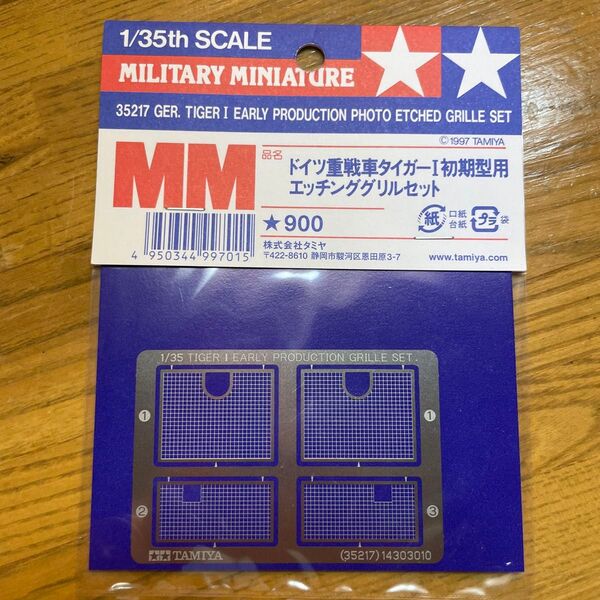 1/35th SCALE
MILITARY MINIATURE
35217 GER. TIGER I EARLY PRODUCTION PHOTO ETCHED GRILLE SET
©1997 TAMIYA
MM
品名
ドイツ重戦車タイガーI初期型用
エッチンググリルセット
★900
紙 口紙 台紙
プラ 袋
株式会社タミヤ
〒422-8610 静岡市駿河区恩田原3-7
www.tamiya.com
4 950344 997015
1/35 TIGER I EARLY PRODUCTION GRILLE SET.
1 1
2 3
TAMIYA (35217) 14303010